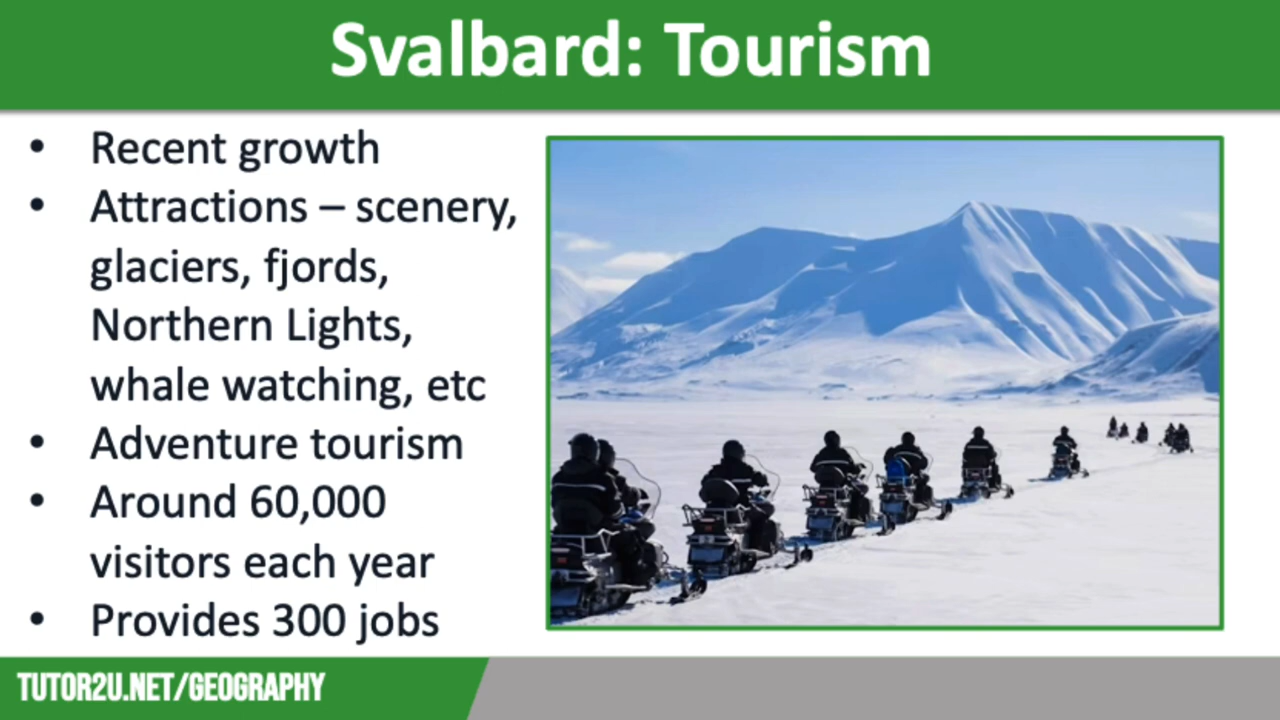 Svalbard: Tourism
• Recent growth
• Attractions – scenery,
glaciers, fjords,
Northern Lights,
whale watching, etc
• Adventure tourism
• Around 60,000
visitors each year
• Provides 300 jobs
TUTOR2U.NET/GEOGRAPHY